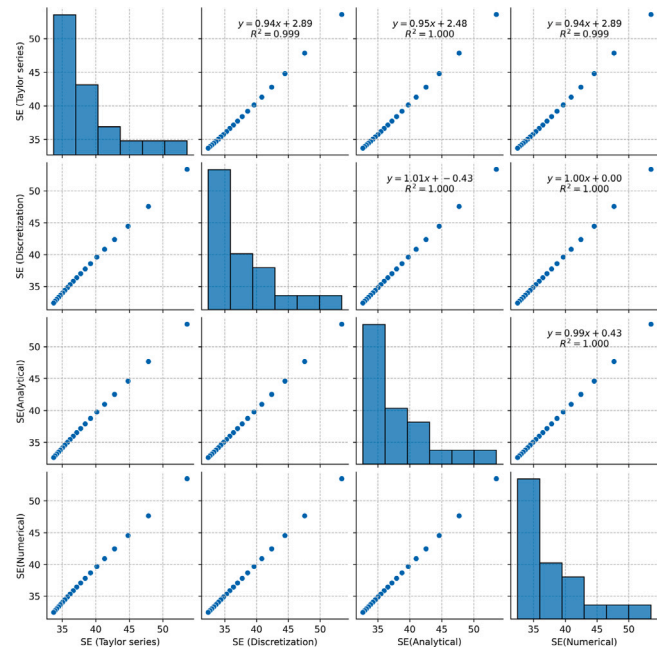 y = 0.94x + 2.89
R² = 0.999
y = 0.95x + 2.48
R² = 1.000
y = 0.94x + 2.89
R² = 0.999
SE (Taylor series)
50
45
40
35
y = 1.01x + −0.43
R² = 1.000
y = 1.00x + 0.00
R² = 1.000
SE (Discretization)
50
45
40
35
y = 0.99x + 0.43
R² = 1.000
SE(Analytical)
50
45
40
35
SE(Numerical)
50
45
40
35
35 40 45 50 35 40 45 50 35 40 45 50 35 40 45 50
SE (Taylor series) SE (Discretization) SE(Analytical) SE(Numerical)